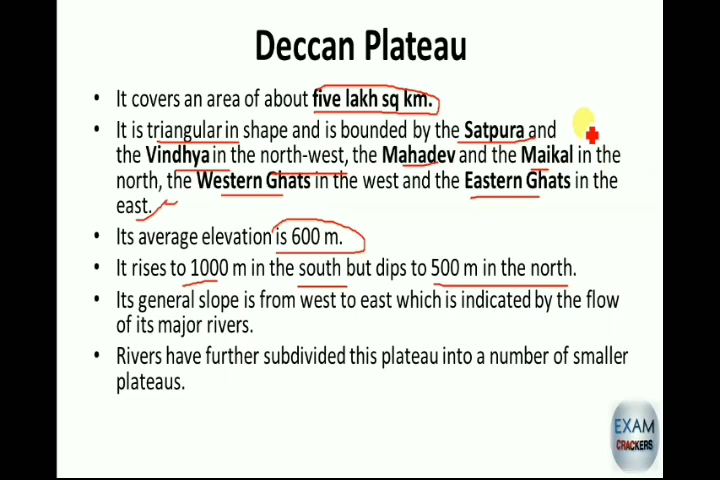 Deccan Plateau
• It covers an area of about five lakh sq km.
• It is triangular in shape and is bounded by the Satpura and
the Vindhya in the north-west, the Mahadev and the Maikal in the
north, the Western Ghats in the west and the Eastern Ghats in the
east.
• Its average elevation is 600 m.
• It rises to 1000 m in the south but dips to 500 m in the north.
• Its general slope is from west to east which is indicated by the flow
of its major rivers.
• Rivers have further subdivided this plateau into a number of smaller
plateaus.
EXAM
CRACKERS